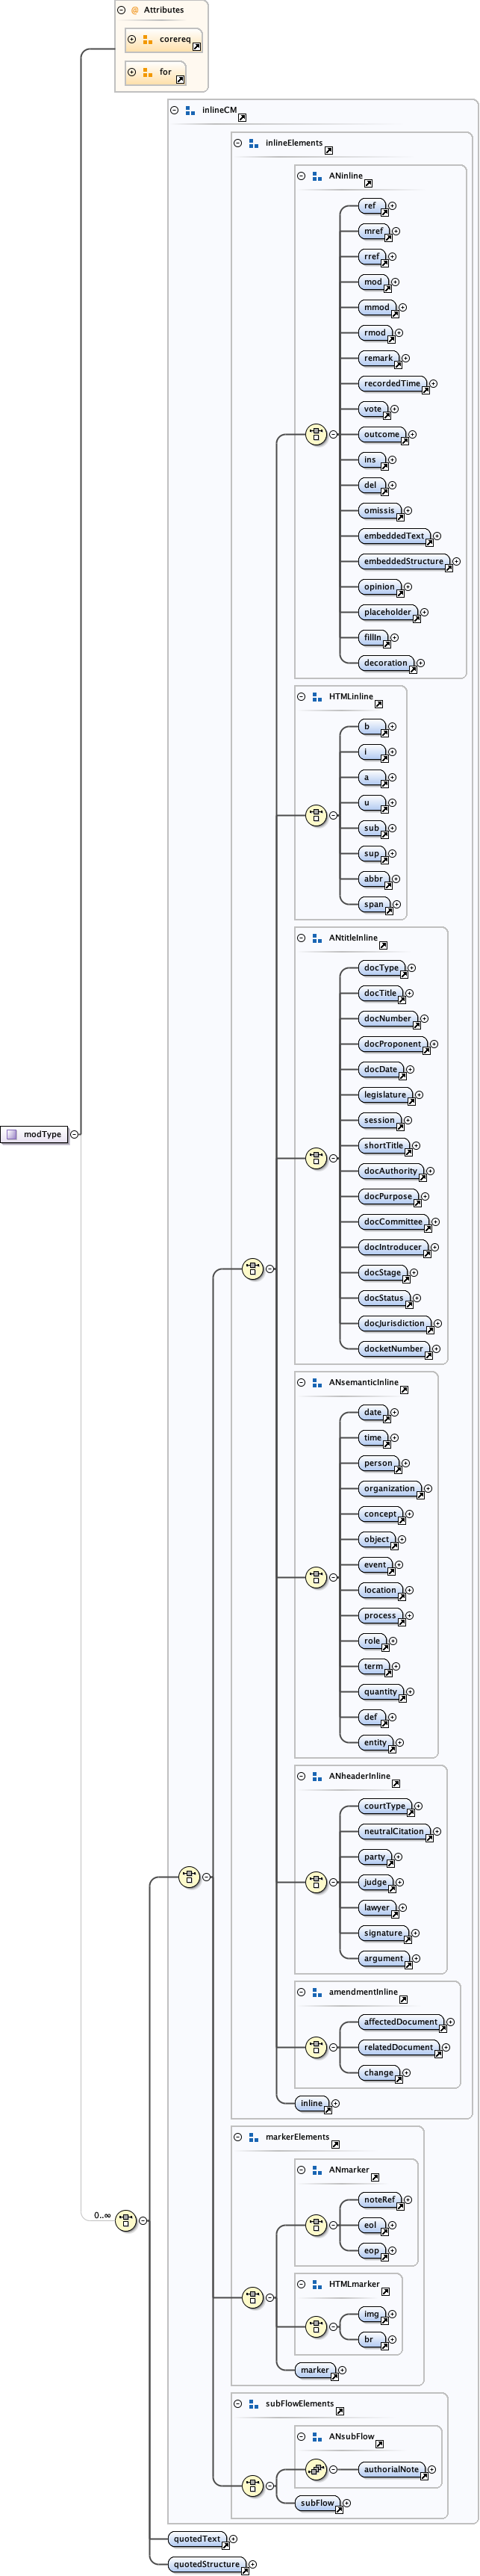 @ Attributes
corereq
for
inlineCM
inlineElements
ANinline
ref
mref
rref
mod
mmod
rmod
remark
recordedTime
vote
outcome
ins
del
omissis
embeddedText
embeddedStructure
opinion
placeholder
fillIn
decoration
HTMLinline
b
i
a
u
sub
sup
abbr
span
ANtitleInline
docType
docTitle
docNumber
docProponent
docDate
legislature
session
shortTitle
docAuthority
docPurpose
docCommittee
docIntroducer
docStage
docStatus
docJurisdiction
docketNumber
modType
ANsemanticInline
date
time
person
organization
concept
object
event
location
process
role
term
quantity
def
entity
ANheaderInline
courtType
neutralCitation
party
judge
lawyer
signature
argument
amendmentInline
affectedDocument
relatedDocument
change
inline
markerElements
ANmarker
noteRef
eol
eop
0..∞
HTMLmarker
img
br
marker
subFlowElements
ANsubFlow
authorialNote
subFlow
quotedText
quotedStructure